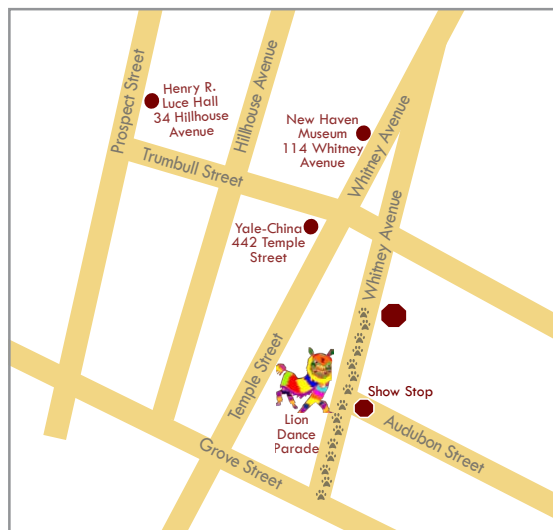 Henry R.
Luce Hall
34 Hillhouse
Avenue
Prospect Street
Hillhouse Avenue
New Haven
Museum
114 Whitney
Avenue
Whitney Avenue
Trumbull Street
Yale-China
442 Temple
Street
Whitney Avenue
Temple Street
Show Stop
Lion
Dance
Parade
Audubon Street
Grove Street